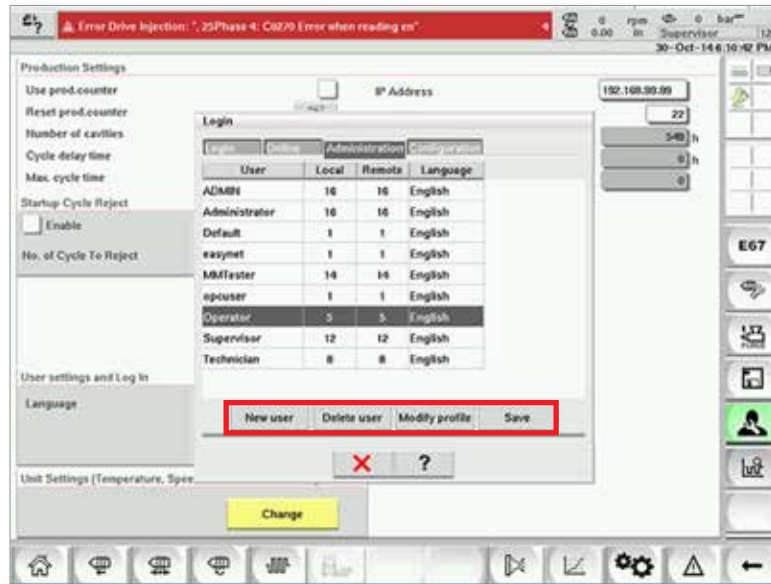 Error Drive Injection: ", 25Phase 4: C0270 Error when reading en"
0 rpm 0 bar
0.00 in Supervisor 12
30-Oct-14 6:10:42 PM
Production Settings
Use prod.counter
IP Address
192.168.99.99
Reset prod.counter
22
Number of cavities
548 h
Cycle delay time
0 h
Max. cycle time
0
Startup Cycle Reject
Enable
No. of Cycle To Reject
User settings and Log In
Language
Unit Settings (Temperature, Spee
Change
Login
Login Online Administration Configuration
User Local Remote Language
ADMIN 16 16 English
Administrator 16 16 English
Default 1 1 English
easynet 1 1 English
MMTester 14 14 English
opcuser 1 1 English
Operator 5 5 English
Supervisor 12 12 English
Technician 8 8 English
New user Delete user Modify profile Save
?
E67